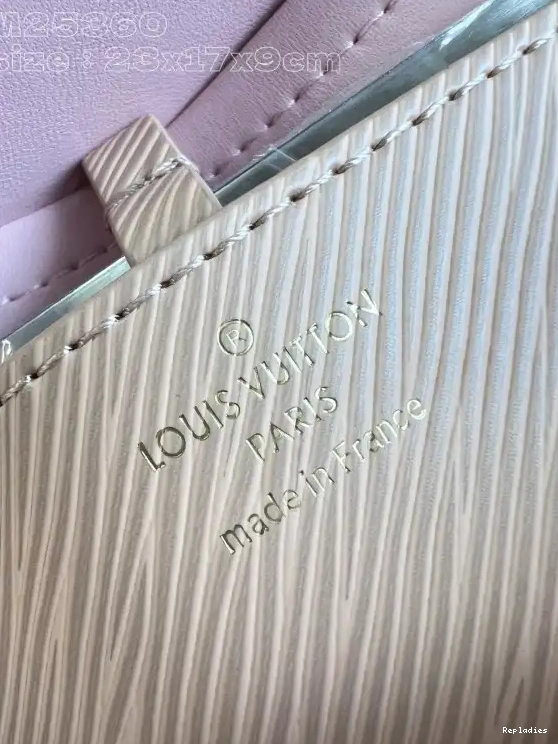 M25360
size : 23x17x9cm
®
LOUIS VUITTON
PARIS
made in France
Repladies